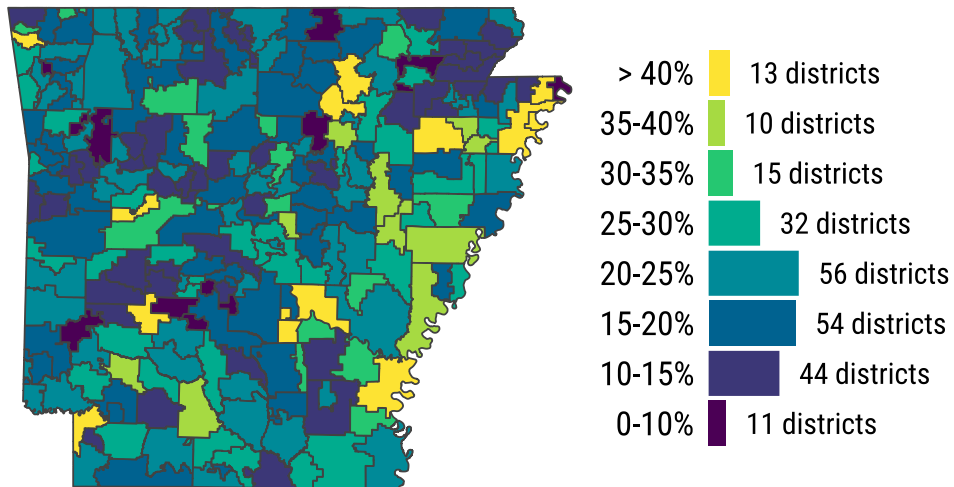 > 40% 13 districts
35-40% 10 districts
30-35% 15 districts
25-30% 32 districts
20-25% 56 districts
15-20% 54 districts
10-15% 44 districts
0-10% 11 districts